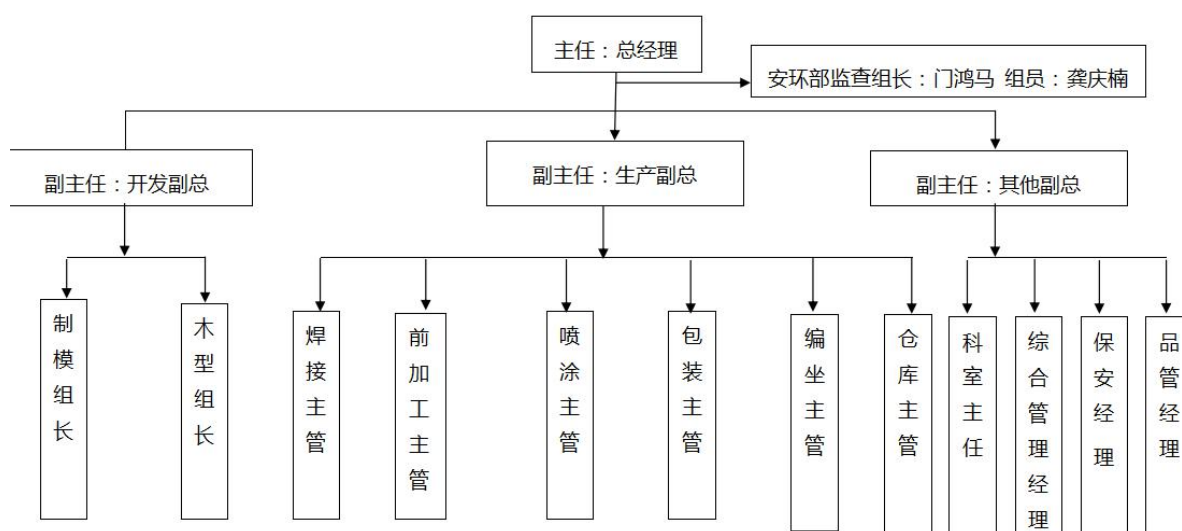 主任：总经理
安环部监查组长：门鸿马 组员：龚庆楠
副主任：开发副总
副主任：生产副总
副主任：其他副总
制模组长
木型组长
焊接主管
前加工主管
喷涂主管
包装主管
编坐主管
仓库主管
科室主任
综合管理经理
保安经理
品管经理